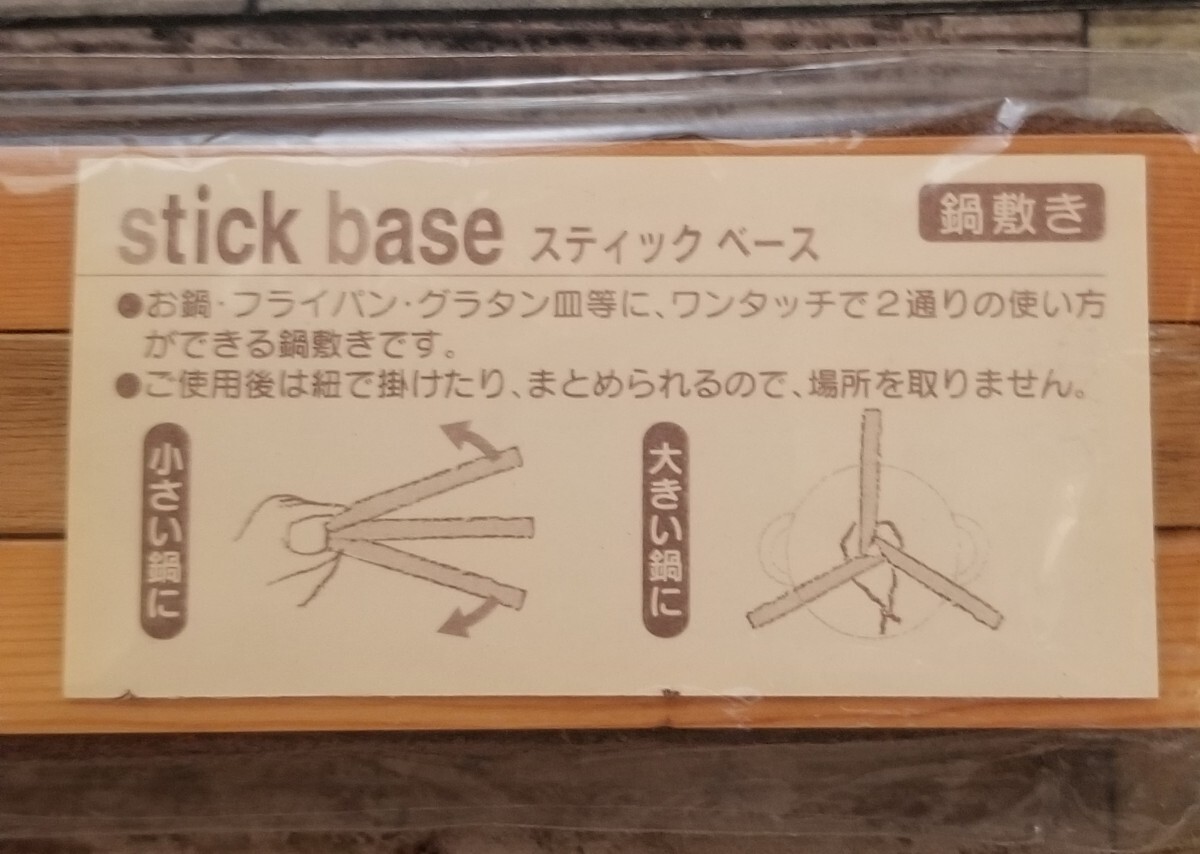 stick base スティック ベース
鍋敷き
●お鍋・フライパン・グラタン皿等に、ワンタッチで2通りの使い方
ができる鍋敷きです。
●ご使用後は紐で掛けたり、まとめられるので、場所を取りません。
小さい鍋に
大きい鍋に